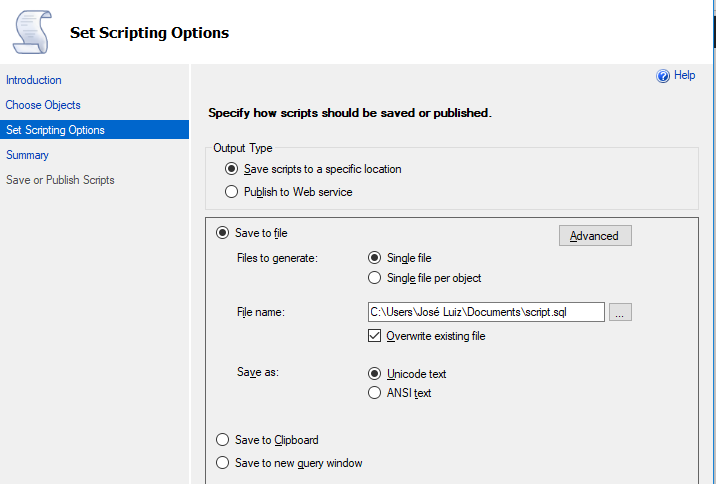 Set Scripting Options
Help
Introduction
Choose Objects
Set Scripting Options
Summary
Save or Publish Scripts
Specify how scripts should be saved or published.
Output Type
Save scripts to a specific location
Publish to Web service
Save to file
Advanced
Files to generate:
Single file
Single file per object
File name:
C:\Users\José Luiz\Documents\script.sql
...
Overwrite existing file
Save as:
Unicode text
ANSI text
Save to Clipboard
Save to new query window